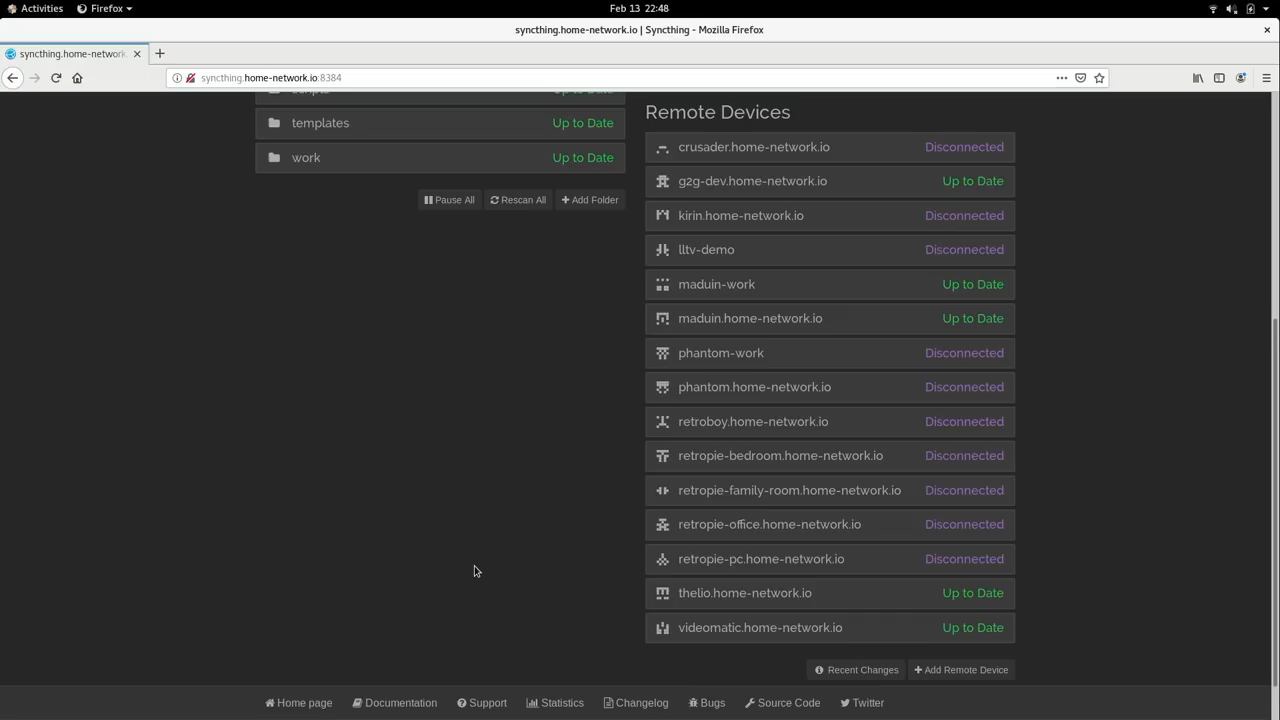 Activities
Firefox
Feb 13 22:48
syncthing.home-network.io | Syncthing - Mozilla Firefox
syncthing.home-network.
syncthing.home-network.io:8384
templates Up to Date
work Up to Date
Pause All
Rescan All
Add Folder
Remote Devices
crusader.home-network.io Disconnected
g2g-dev.home-network.io Up to Date
kirin.home-network.io Disconnected
lltv-demo Disconnected
maduin-work Up to Date
maduin.home-network.io Up to Date
phantom-work Disconnected
phantom.home-network.io Disconnected
retroboy.home-network.io Disconnected
retropie-bedroom.home-network.io Disconnected
retropie-family-room.home-network.io Disconnected
retropie-office.home-network.io Disconnected
retropie-pc.home-network.io Disconnected
thelio.home-network.io Up to Date
videomatic.home-network.io Up to Date
Recent Changes
Add Remote Device
Home page
Documentation
Support
Statistics
Changelog
Bugs
Source Code
Twitter